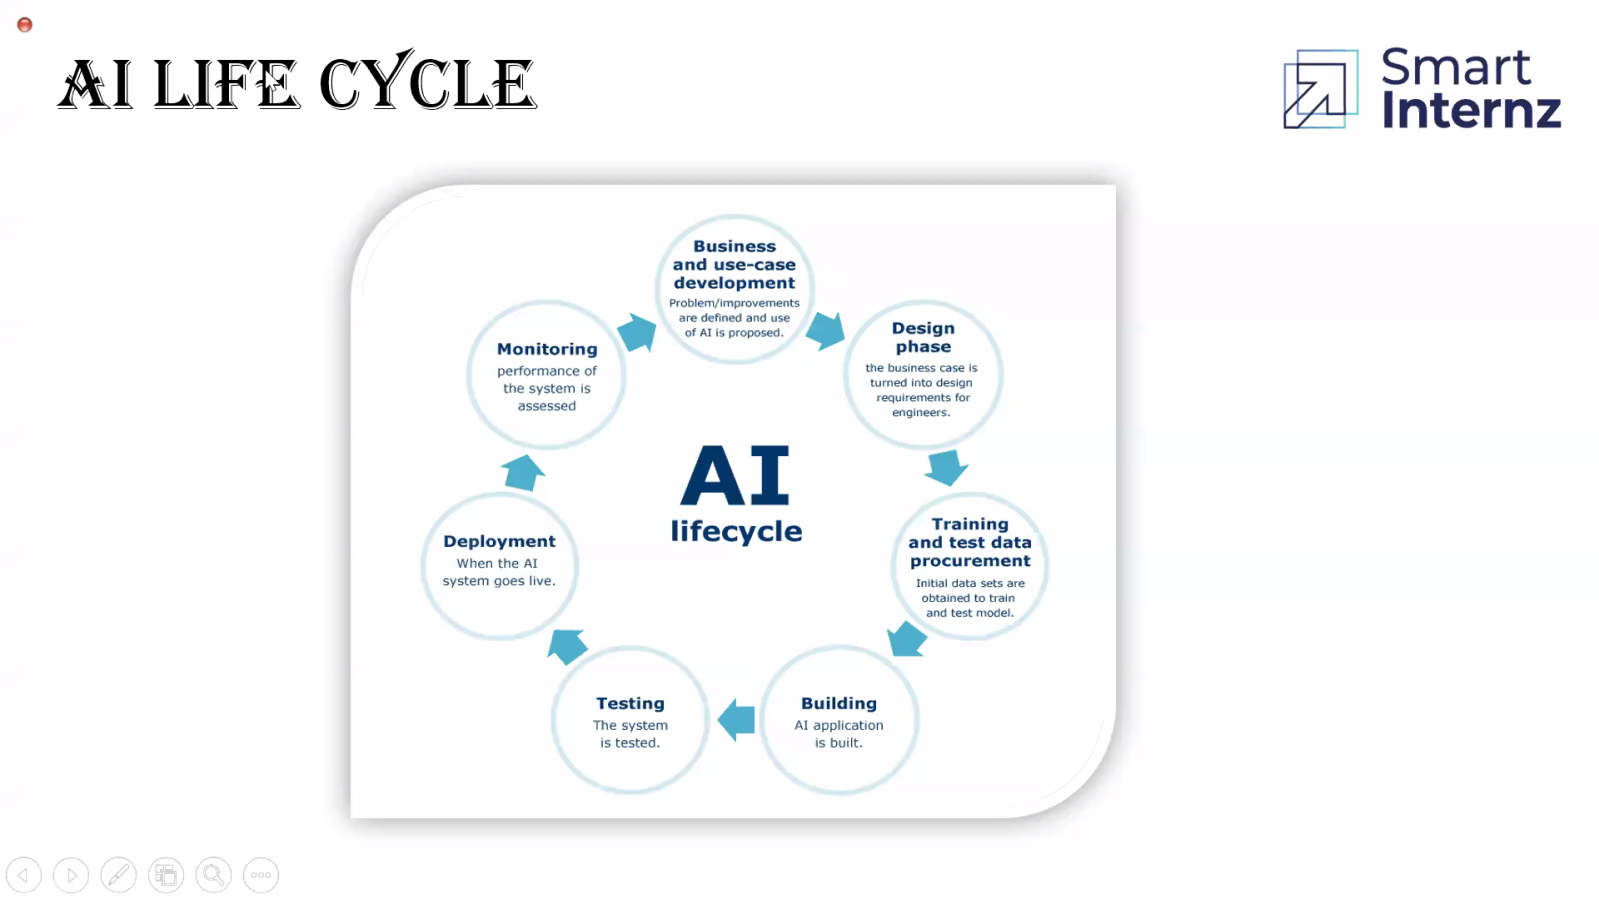 AI LIFE CYCLE
Smart
Internz
Business
and use-case
development
Problem/improvements
are defined and use
of AI is proposed.
Design
phase
the business case is
turned into design
requirements for
engineers.
Training
and test data
procurement
Initial data sets are
obtained to train
and test model.
Building
AI application
is built.
Testing
The system
is tested.
Deployment
When the AI
system goes live.
Monitoring
performance of
the system is
assessed
AI
lifecycle